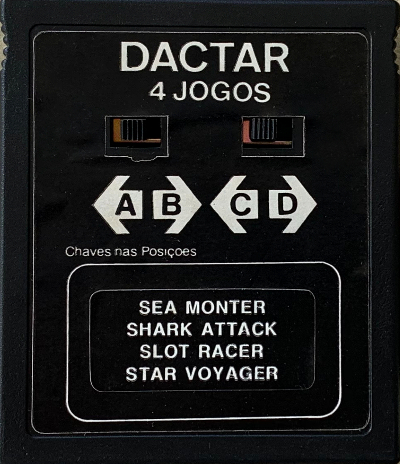 DACTAR
4 JOGOS
A B C D
Chaves nas Posiçoes
SEA MONTER
SHARK ATTACK
SLOT RACER
STAR VOYAGER